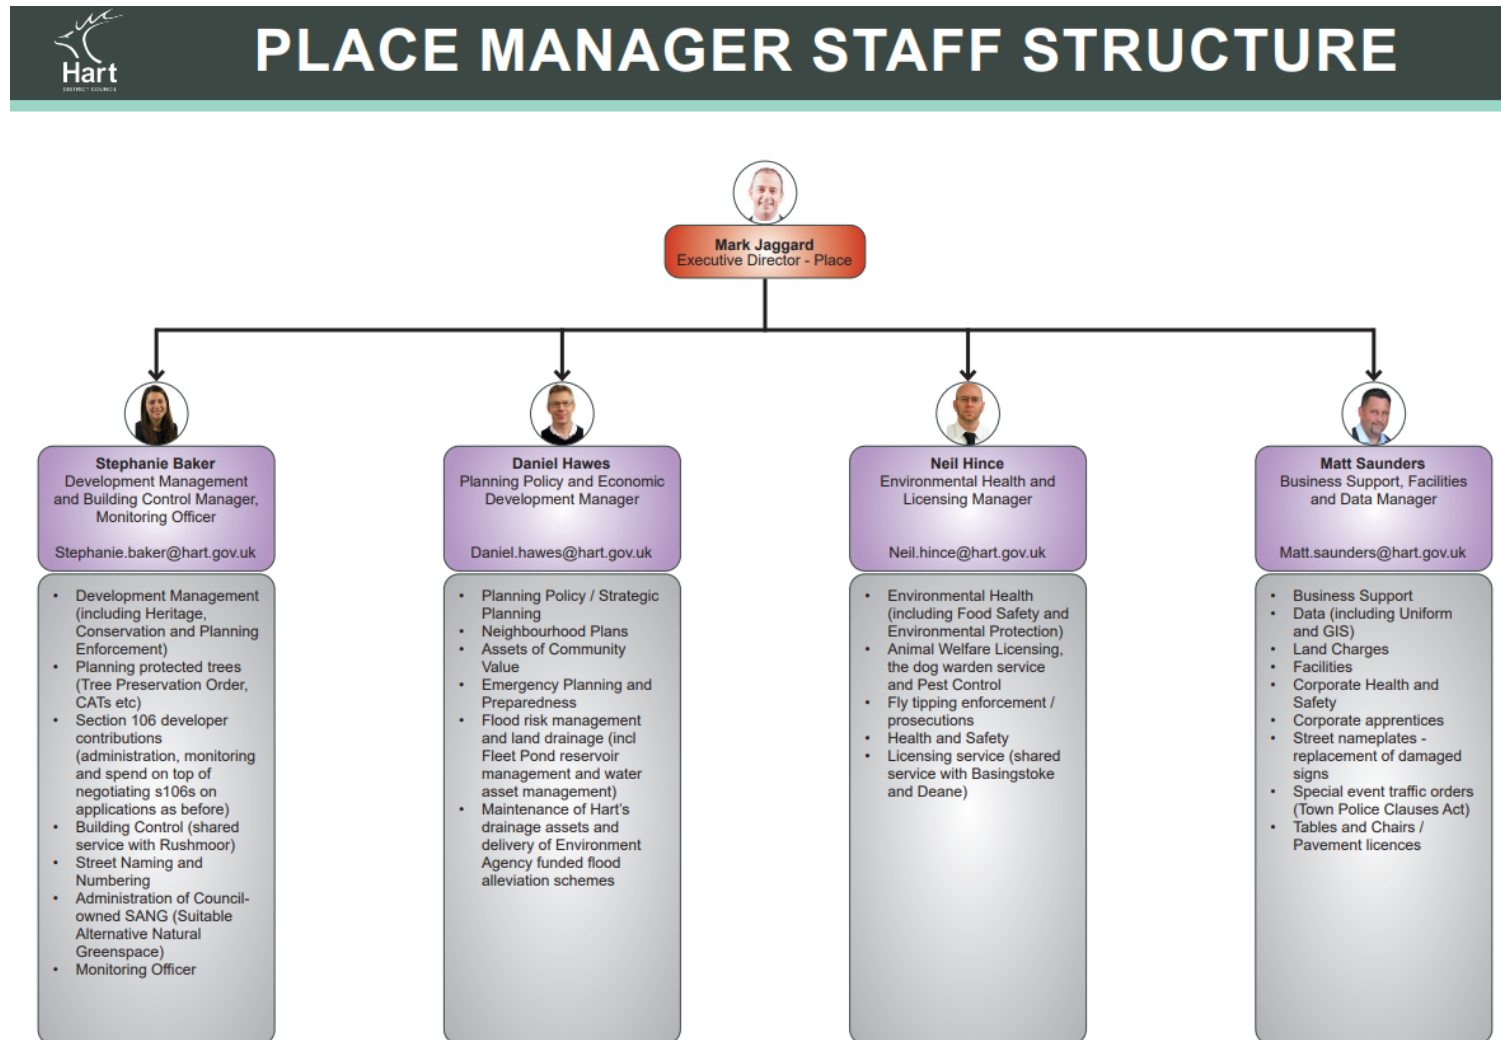 Hart
DISTRICT COUNCIL
PLACE MANAGER STAFF STRUCTURE
Mark Jaggard
Executive Director - Place
Stephanie Baker
Development Management
and Building Control Manager,
Monitoring Officer
Stephanie.baker@hart.gov.uk
• Development Management
(including Heritage,
Conservation and Planning
Enforcement)
• Planning protected trees
(Tree Preservation Order,
CATs etc)
• Section 106 developer
contributions
(administration, monitoring
and spend on top of
negotiating s106s on
applications as before)
• Building Control (shared
service with Rushmoor)
• Street Naming and
Numbering
• Administration of Council-
owned SANG (Suitable
Alternative Natural
Greenspace)
• Monitoring Officer
Daniel Hawes
Planning Policy and Economic
Development Manager
Daniel.hawes@hart.gov.uk
• Planning Policy / Strategic
Planning
• Neighbourhood Plans
• Assets of Community
Value
• Emergency Planning and
Preparedness
• Flood risk management
and land drainage (incl
Fleet Pond reservoir
management and water
asset management)
• Maintenance of Hart's
drainage assets and
delivery of Environment
Agency funded flood
alleviation schemes
Neil Hince
Environmental Health and
Licensing Manager
Neil.hince@hart.gov.uk
• Environmental Health
(including Food Safety and
Environmental Protection)
• Animal Welfare Licensing,
the dog warden service
and Pest Control
• Fly tipping enforcement /
prosecutions
• Health and Safety
• Licensing service (shared
service with Basingstoke
and Deane)
Matt Saunders
Business Support, Facilities
and Data Manager
Matt.saunders@hart.gov.uk
• Business Support
• Data (including Uniform
and GIS)
• Land Charges
• Facilities
• Corporate Health and
Safety
• Corporate apprentices
• Street nameplates -
replacement of damaged
signs
• Special event traffic orders
(Town Police Clauses Act)
• Tables and Chairs /
Pavement licences